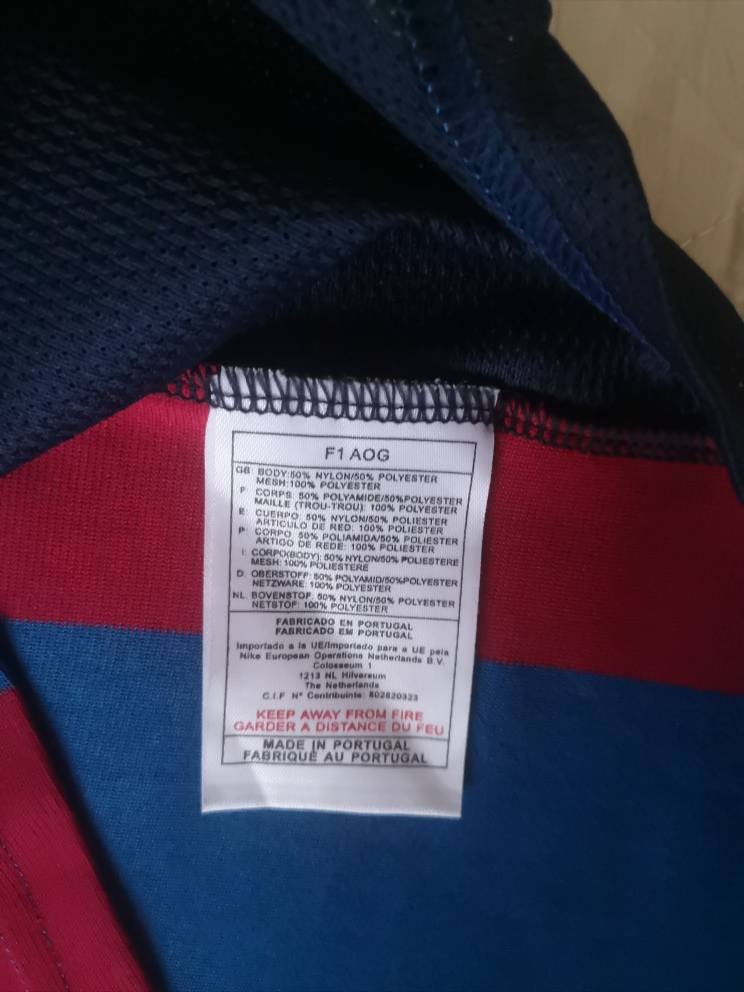 F1 AOG
GB: BODY:50% NYLON/50% POLYESTER
MESH:100% POLYESTER
F: CORPS: 50% POLYAMIDE/50%POLYESTER
MAILLE (TROU-TROU): 100% POLYESTER
E: CUERPO: 50% NYLON/50% POLIESTER
ARTICULO DE RED: 100% POLIESTER
P: CORPO 50% POLIAMIDA/50% POLIESTER
ARTIGO DE REDE: 100% POLIESTER
I: CORPO(BODY): 50% NYLON/50% POLIESTERE
MESH: 100% POLIESTERE
D: OBERSTOFF: 50% POLYAMID/50%POLYESTER
NETZWARE: 100% POLYESTER
NL: BOVENSTOF: 50% NYLON/50% POLYESTER
NETSTOF: 100% POLYESTER
FABRICADO EN PORTUGAL
FABRICADO EM PORTUGAL
Importado a la UE/Importado para a UE pela
Nike European Operations Netherlands B.V.
Colosseum 1
1213 NL Hilversum
The Netherlands
C.I.F Nº Contribuinte: 802820323
KEEP AWAY FROM FIRE
GARDER A DISTANCE DU FEU
MADE IN PORTUGAL
FABRIQUÉ AU PORTUGAL